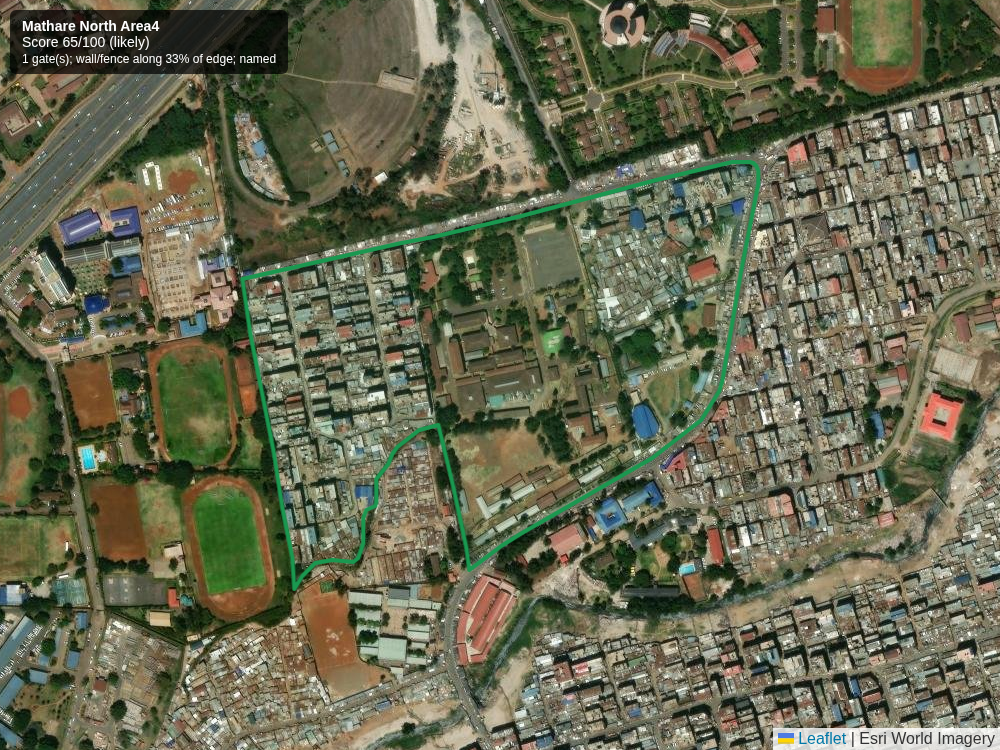 Mathare North Area4
Score 65/100 (likely)
1 gate(s); wall/fence along 33% of edge; named
Leaflet | Esri World Imagery